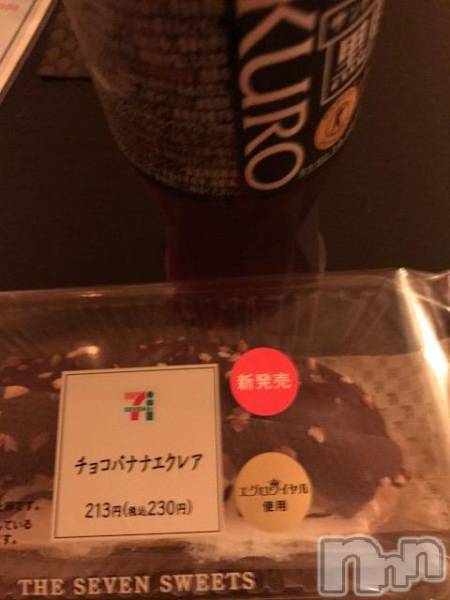 黒
KURO
新発売
7
チョコバナナエクレア
213円(税込230円)
エグロワイヤル
使用
THE SEVEN SWEETS
nnn